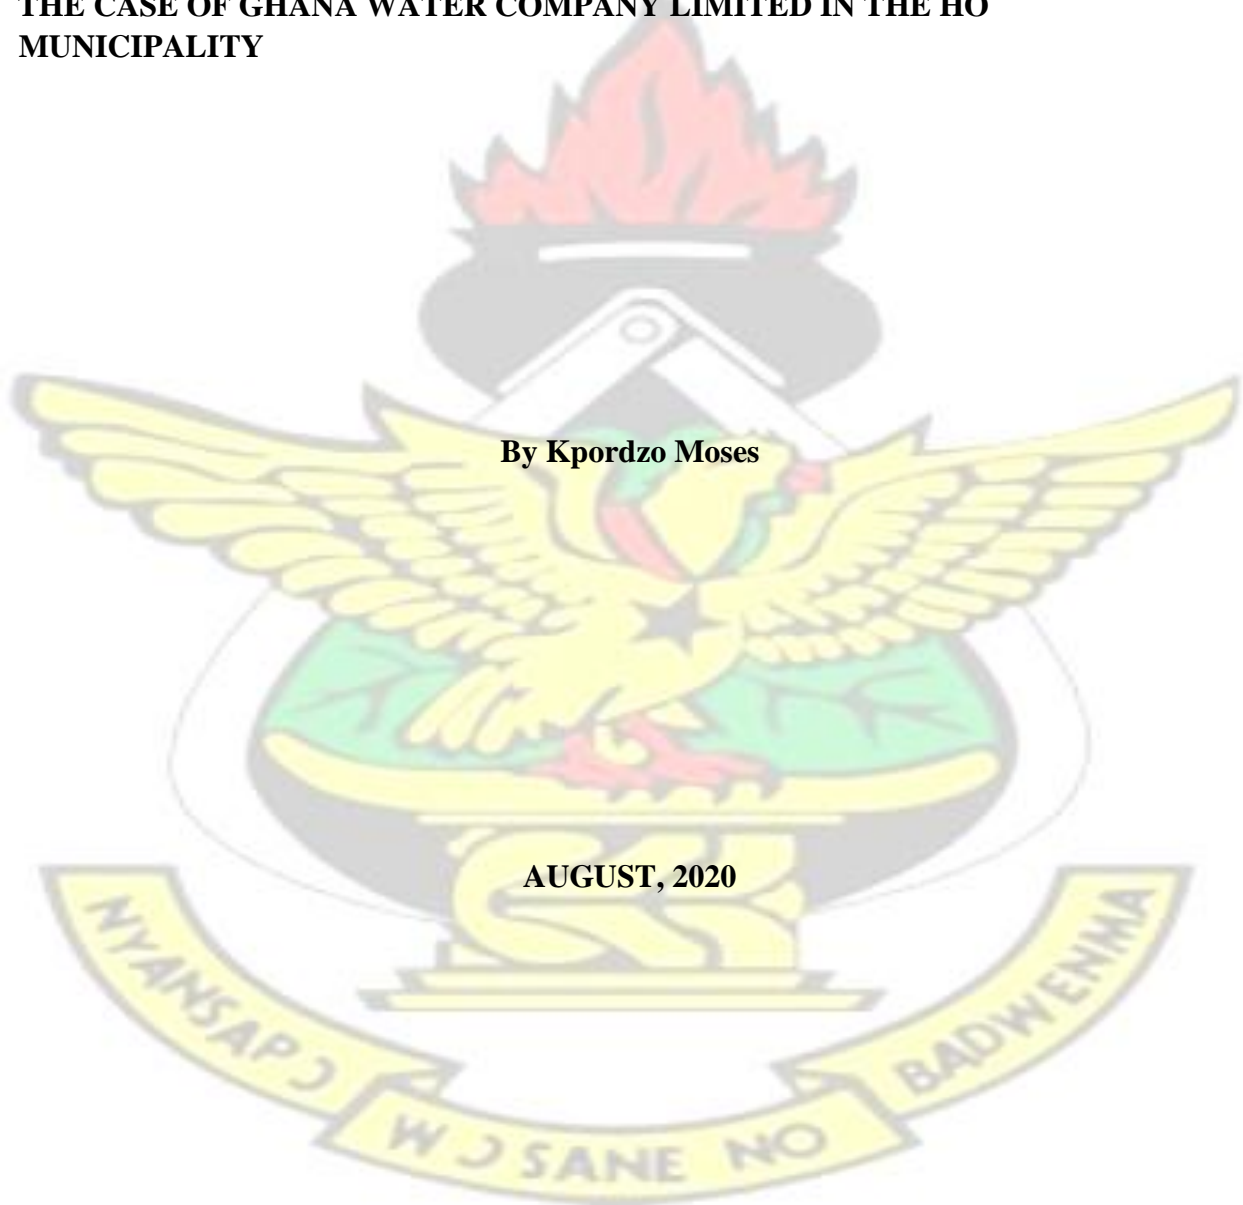 THE CASE OF GHANA WATER COMPANY LIMITED IN THE HO
MUNICIPALITY
By Kpordzo Moses
AUGUST, 2020
NYANSAPƆ
WƆSANE NO
BADWENMA